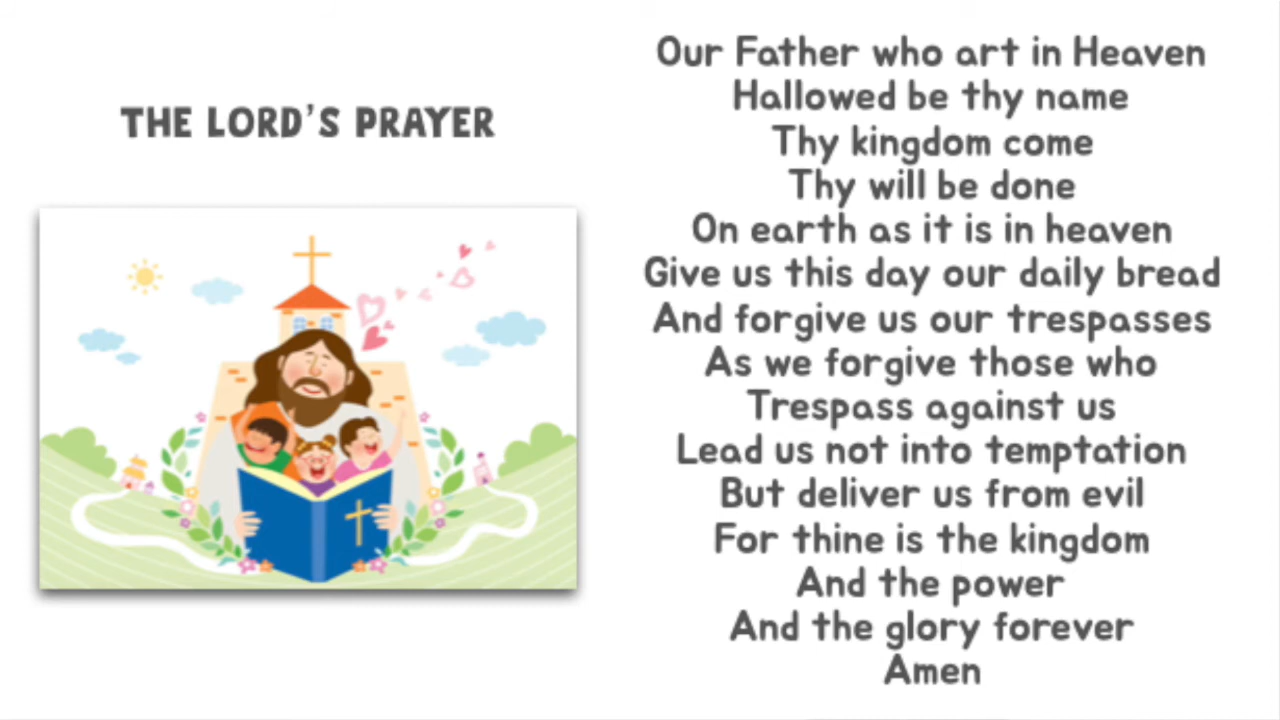 THE LORD'S PRAYER
Our Father who art in Heaven
Hallowed be thy name
Thy kingdom come
Thy will be done
On earth as it is in heaven
Give us this day our daily bread
And forgive us our trespasses
As we forgive those who
Trespass against us
Lead us not into temptation
But deliver us from evil
For thine is the kingdom
And the power
And the glory forever
Amen